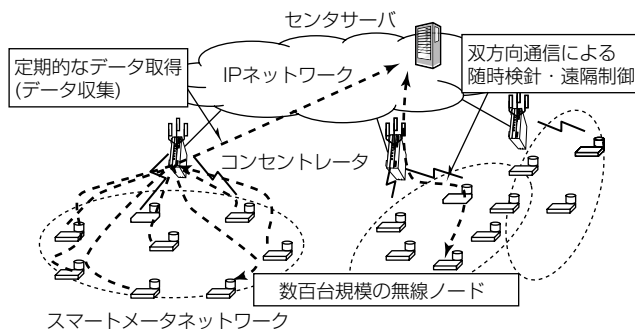 センタサーバ
定期的なデータ取得
(データ収集)
IPネットワーク
双方向通信による
随時検針・遠隔制御
コンセントレータ
数百台規模の無線ノード
スマートメータネットワーク